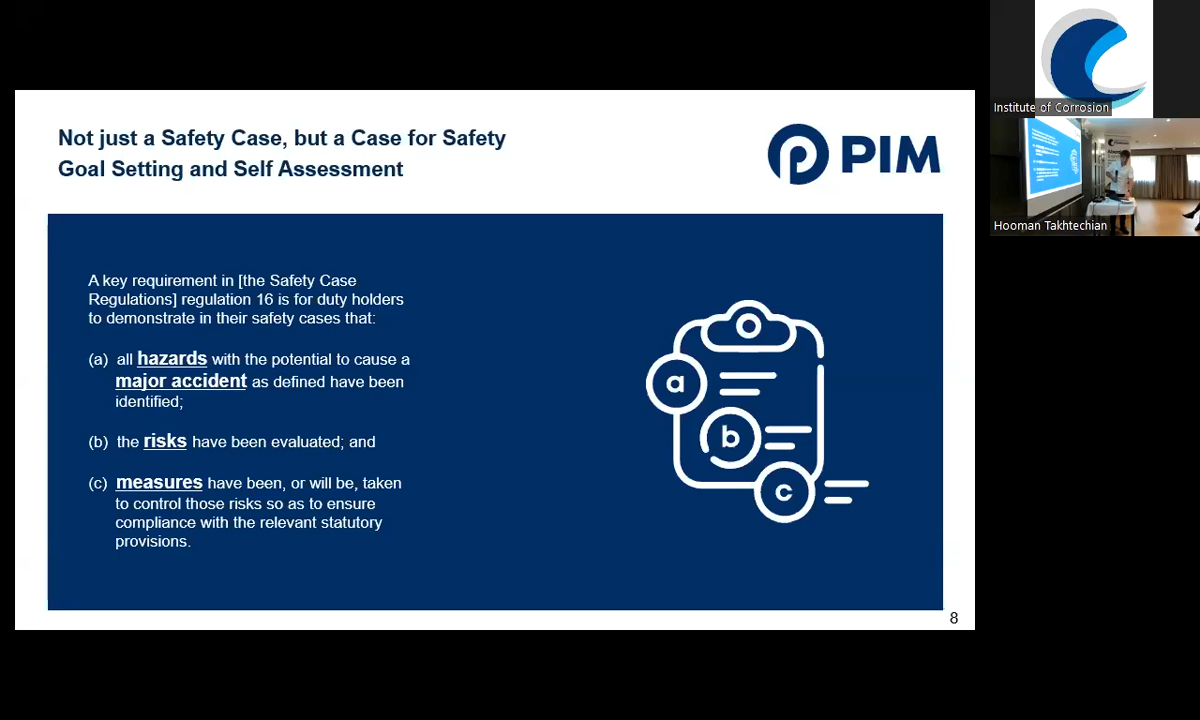 Not just a Safety Case, but a Case for Safety
Goal Setting and Self Assessment
PIM
A key requirement in [the Safety Case
Regulations] regulation 16 is for duty holders
to demonstrate in their safety cases that:
(a) all hazards with the potential to cause a
major accident as defined have been
identified;
(b) the risks have been evaluated; and
(c) measures have been, or will be, taken
to control those risks so as to ensure
compliance with the relevant statutory
provisions.
a
b
c
8
Institute of Corrosion
Hooman Takhtechian